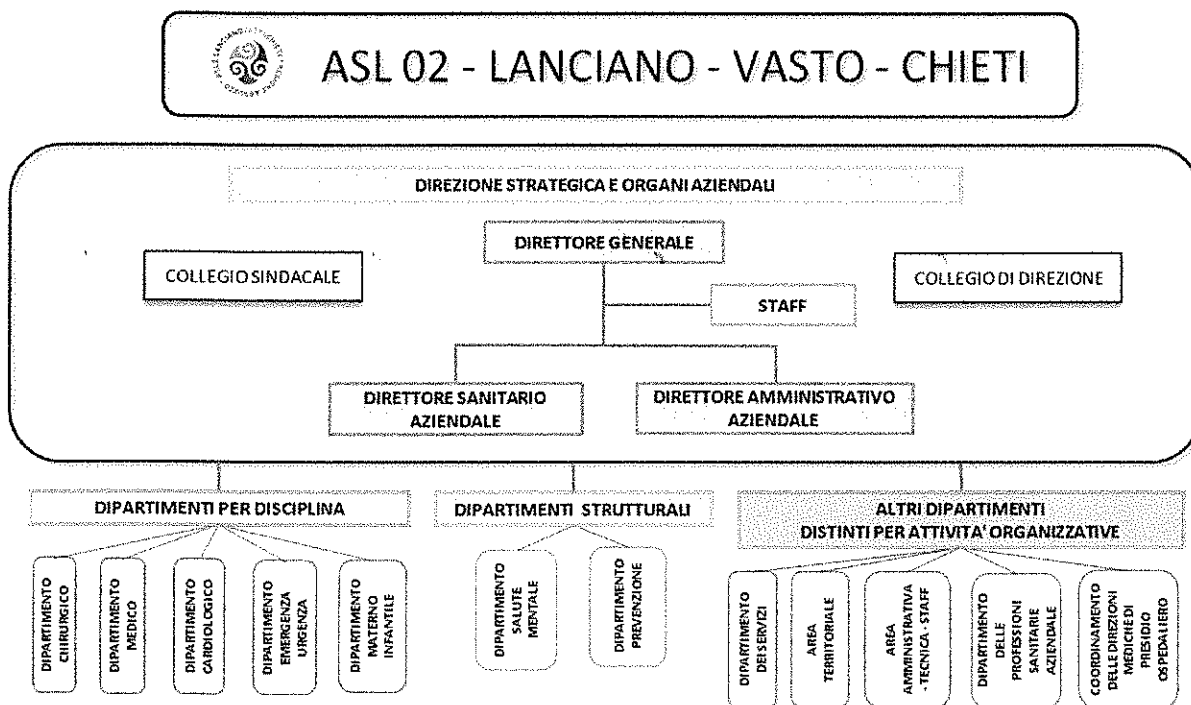 ASL 02 - LANCIANO - VASTO - CHIETI
DIREZIONE STRATEGICA E ORGANI AZIENDALI
DIRETTORE GENERALE
COLLEGIO SINDACALE
COLLEGIO DI DIREZIONE
STAFF
DIRETTORE SANITARIO
AZIENDALE
DIRETTORE AMMINISTRATIVO
AZIENDALE
DIPARTIMENTI PER DISCIPLINA
DIPARTIMENTI STRUTTURALI
ALTRI DIPARTIMENTI
DISTINTI PER ATTIVITA' ORGANIZZATIVE
DIPARTIMENTO
CHIRURGICO
DIPARTIMENTO
MEDICO
DIPARTIMENTO
CARDIOLOGICO
DIPARTIMENTO
EMERGENZA
URGENZA
DIPARTIMENTO
MATERNO
INFANTILE
DIPARTIMENTO
SALUTE
MENTALE
DIPARTIMENTO
PREVENZIONE
DIPARTIMENTO
DEI SERVIZI
AREA
TERRITORIALE
AREA
AMMINISTRATIVA
- TECNICA - STAFF
DIPARTIMENTO
DELLE
PROFESSIONI
SANITARIE
AZIENDALE
COORDINAMENTO
DELLE DIREZIONI
MEDICHE DI
PRESIDIO
OSPEDALIERO